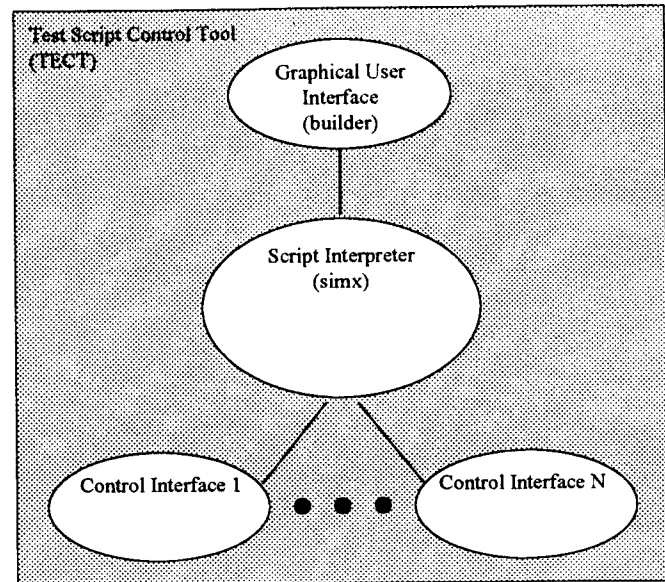 Test Script Control Tool
(TECT)
Graphical User
Interface
(builder)
Script Interpreter
(simx)
Control Interface 1
Control Interface N